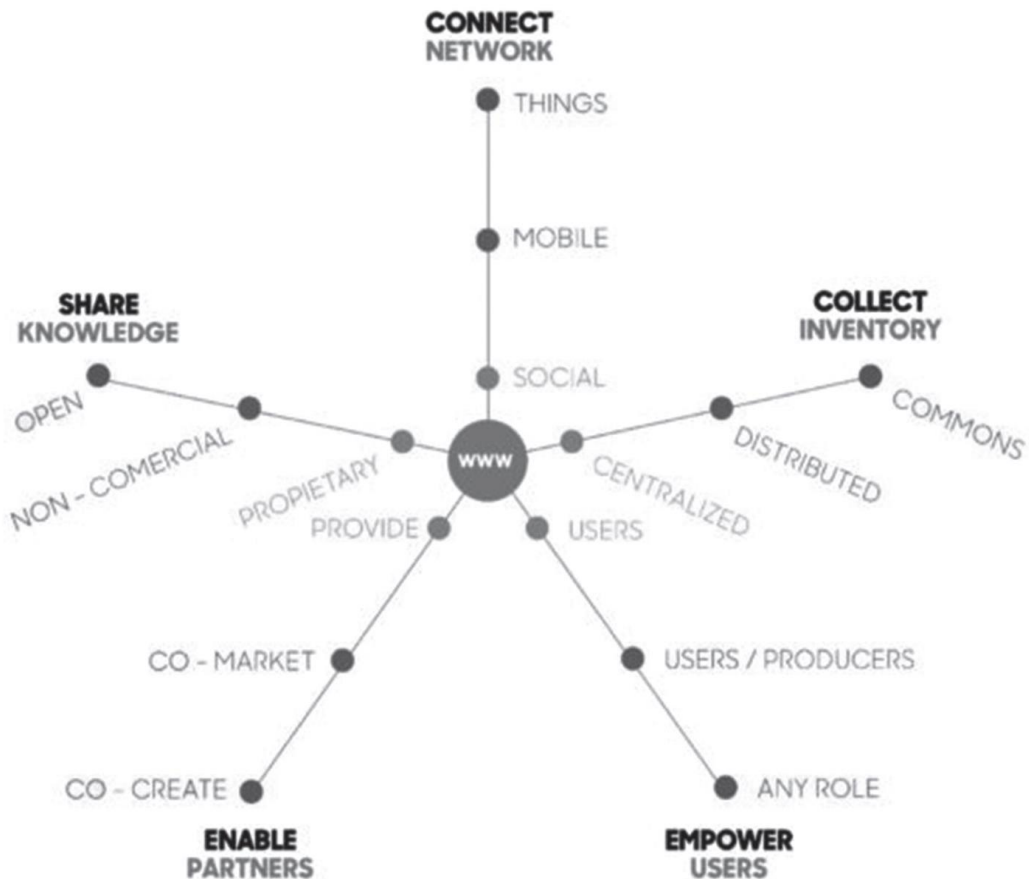 CONNECT
NETWORK
THINGS
MOBILE
SOCIAL
SHARE
KNOWLEDGE
OPEN
NON - COMERCIAL
PROPIETARY
COLLECT
INVENTORY
COMMONS
DISTRIBUTED
CENTRALIZED
WWW
PROVIDE
USERS
CO - MARKET
USERS / PRODUCERS
CO - CREATE
ANY ROLE
ENABLE
PARTNERS
EMPOWER
USERS